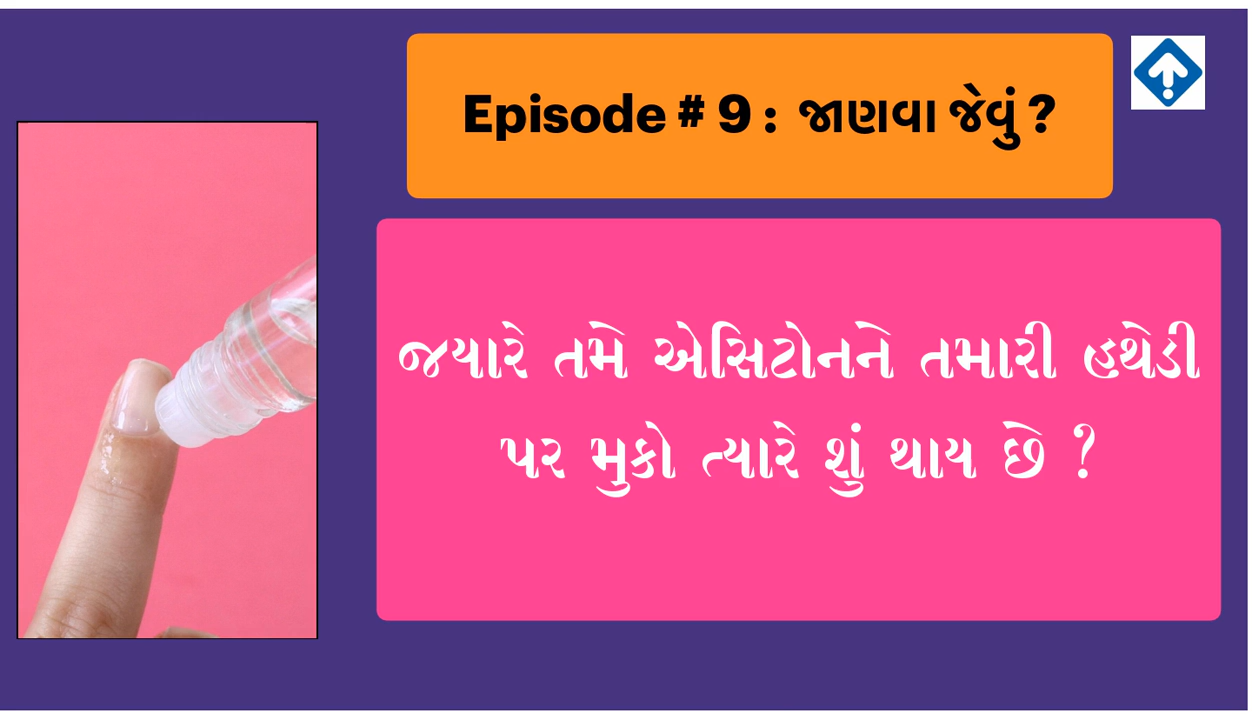 Episode # 9 : જાણવા જેવું ?
જયારે તમે એસિટોનને તમારી હથેડી
પર મુકો ત્યારે શું થાય છે ?